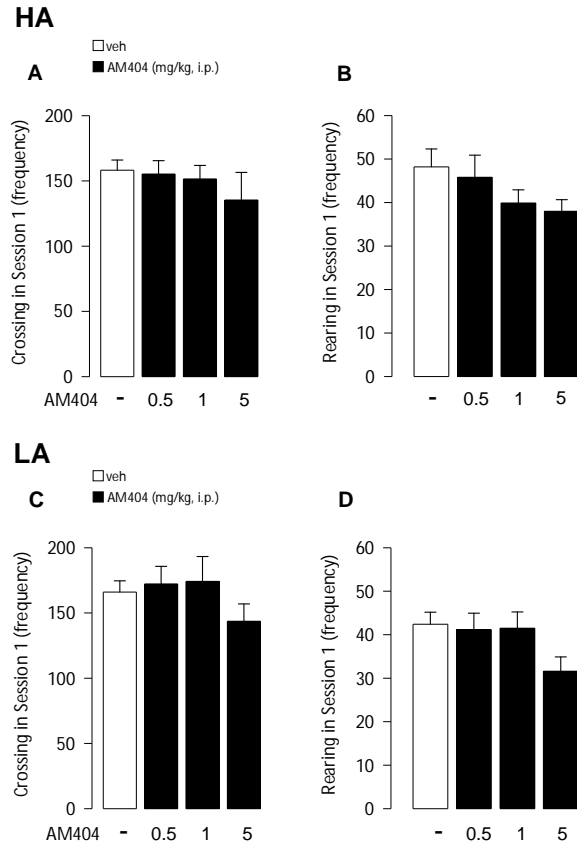 HA
veh
AM404 (mg/kg, i.p.)
A
Crossing in Session 1 (frequency)
200
150
100
50
0
AM404 - 0.5 1 5
B
Rearing in Session 1 (frequency)
60
50
40
30
20
10
0
- 0.5 1 5
LA
veh
AM404 (mg/kg, i.p.)
C
Crossing in Session 1 (frequency)
200
150
100
50
0
AM404 - 0.5 1 5
D
Rearing in Session 1 (frequency)
60
50
40
30
20
10
0
- 0.5 1 5